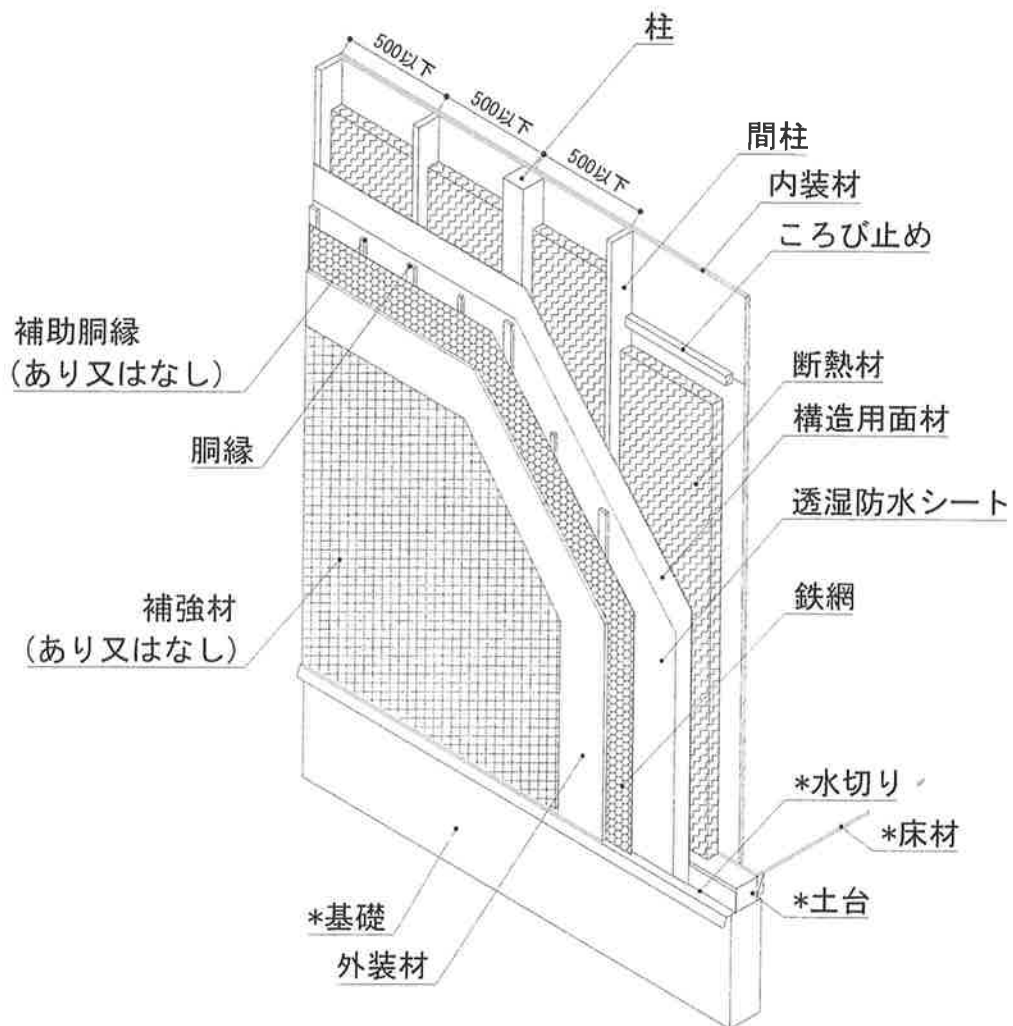 柱
500以下
500以下
500以下
間柱
内装材
ころび止め
補助胴縁
(あり又はなし)
断熱材
構造用面材
胴縁
透湿防水シート
鉄網
補強材
(あり又はなし)
*水切り
*床材
*土台
*基礎
外装材